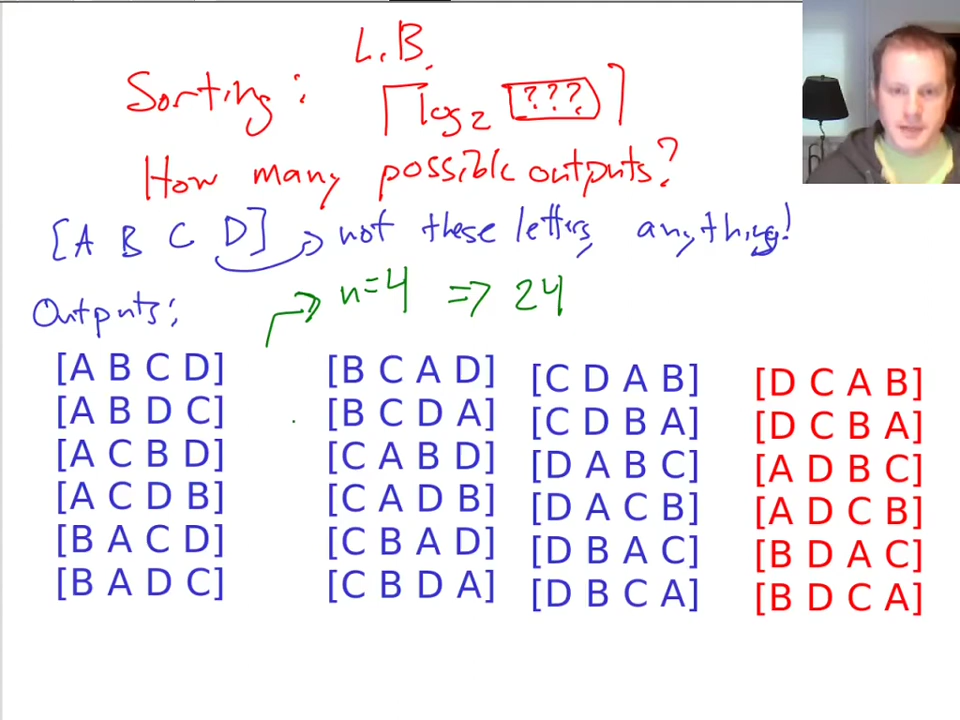 L.B.
Sorting: ⌈log₂ [???]⌉
How many possible outputs?
[A B C D] → not these letters, anything!
Outputs:
→ n=4 => 24
[A B C D]
[A B D C]
[A C B D]
[A C D B]
[B A C D]
[B A D C]
[B C A D]
[B C D A]
[C A B D]
[C A D B]
[C B A D]
[C B D A]
[C D A B]
[C D B A]
[D A B C]
[D A C B]
[D B A C]
[D B C A]
[D C A B]
[D C B A]
[A D B C]
[A D C B]
[B D A C]
[B D C A]